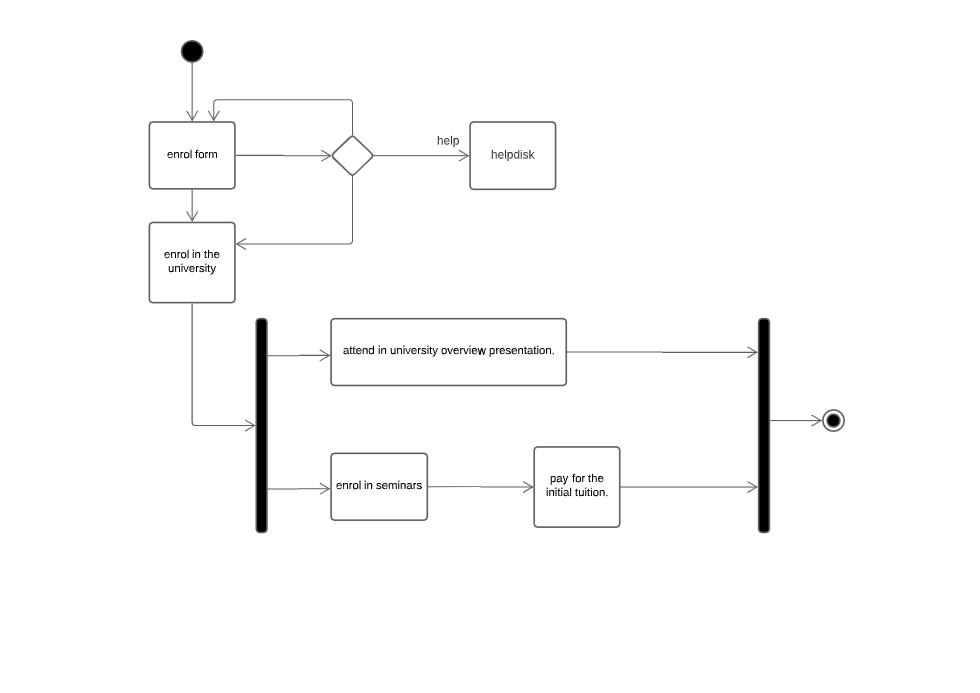 help
enrol form
helpdisk
enrol in the
university
attend in university overview presentation.
enrol in seminars
pay for the
initial tuition.